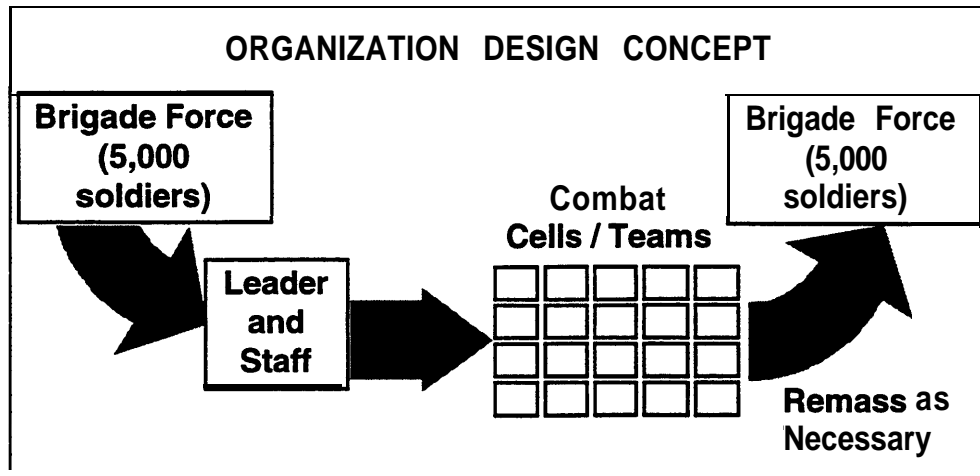 ORGANIZATION DESIGN CONCEPT
Brigade Force
(5,000
soldiers)
Leader
and
Staff
Combat
Cells / Teams
Brigade Force
(5,000
soldiers)
Remass as
Necessary